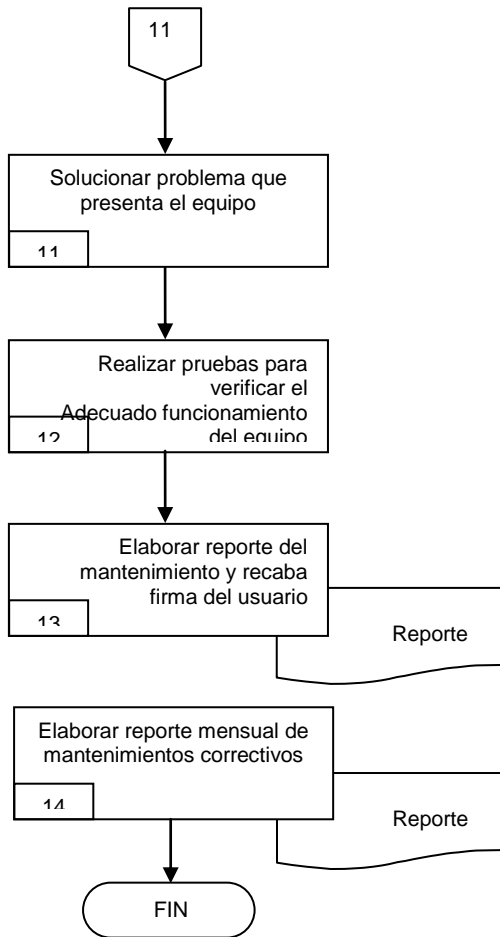 11
Solucionar problema que
presenta el equipo
11
Realizar pruebas para
verificar el
Adecuado funcionamiento
del equipo
12
Elaborar reporte del
mantenimiento y recaba
firma del usuario
13
Reporte
Elaborar reporte mensual de
mantenimientos correctivos
14
Reporte
FIN